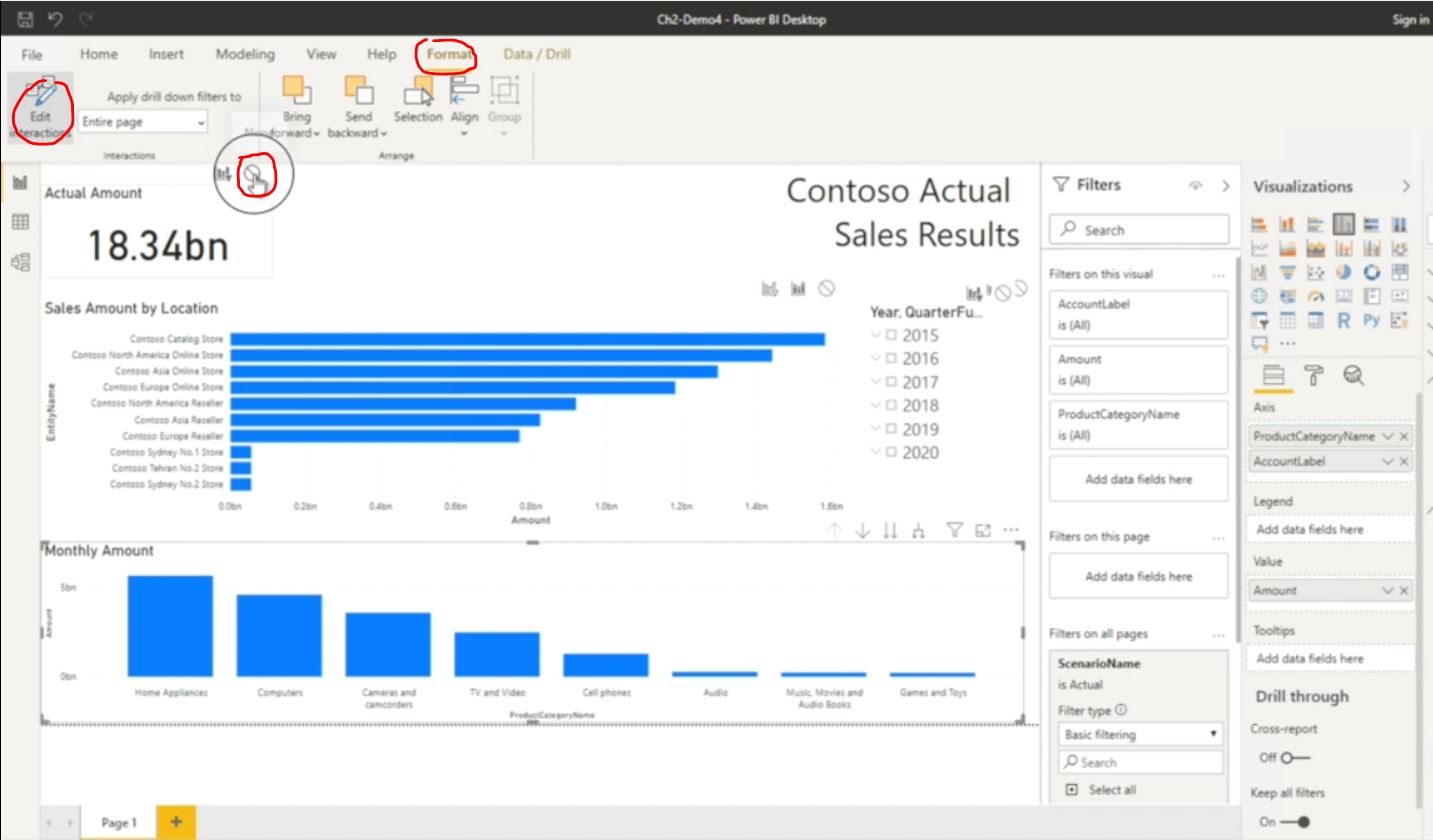 Ch2-Demo4 - Power BI Desktop
Sign in
File Home Insert Modeling View Help Format Data / Drill
Edit interactions
Apply drill down filters to
Entire page
Interactions
Bring forward
Send backward
Selection
Align
Group
Arrange
Actual Amount
18.34bn
Contoso Actual
Sales Results
Sales Amount by Location
EntityName
Contoso Catalog Store
Contoso North America Online Store
Contoso Asia Online Store
Contoso Europe Online Store
Contoso North America Reseller
Contoso Asia Reseller
Contoso Europe Reseller
Contoso Sydney No.1 Store
Contoso Tehran No.2 Store
Contoso Sydney No.2 Store
0.0bn 0.2bn 0.4bn 0.6bn 0.8bn 1.0bn 1.2bn 1.4bn 1.6bn
Amount
Year, QuarterFu...
2015
2016
2017
2018
2019
2020
Monthly Amount
Amount
5bn
0bn
Home Appliances
Computers
Cameras and
camcorders
TV and Video
Cell phones
Audio
Music, Movies and
Audio Books
Games and Toys
ProductCategoryName
Filters
Search
Filters on this visual ...
AccountLabel
is (All)
Amount
is (All)
ProductCategoryName
is (All)
Add data fields here
Filters on this page ...
Add data fields here
Filters on all pages ...
ScenarioName
is Actual
Filter type
Basic filtering
Search
Select all
Visualizations
R Py
...
Axis
ProductCategoryName
AccountLabel
Legend
Add data fields here
Value
Amount
Tooltips
Add data fields here
Drill through
Cross-report
Off
Keep all filters
On
Page 1
+